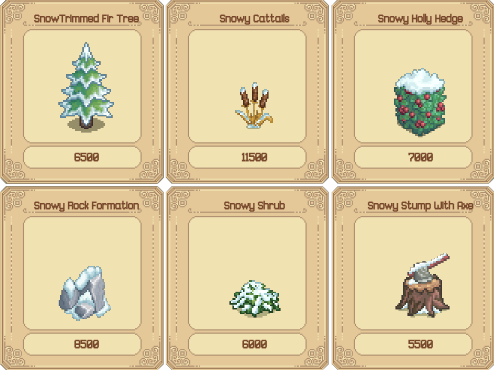 SnowTrimmed Fir Tree
Snowy Cattails
Snowy Holly Hedge
6500
11500
7000
Snowy Rock Formation
Snowy Shrub
Snowy Stump With Axe
8500
6000
5500